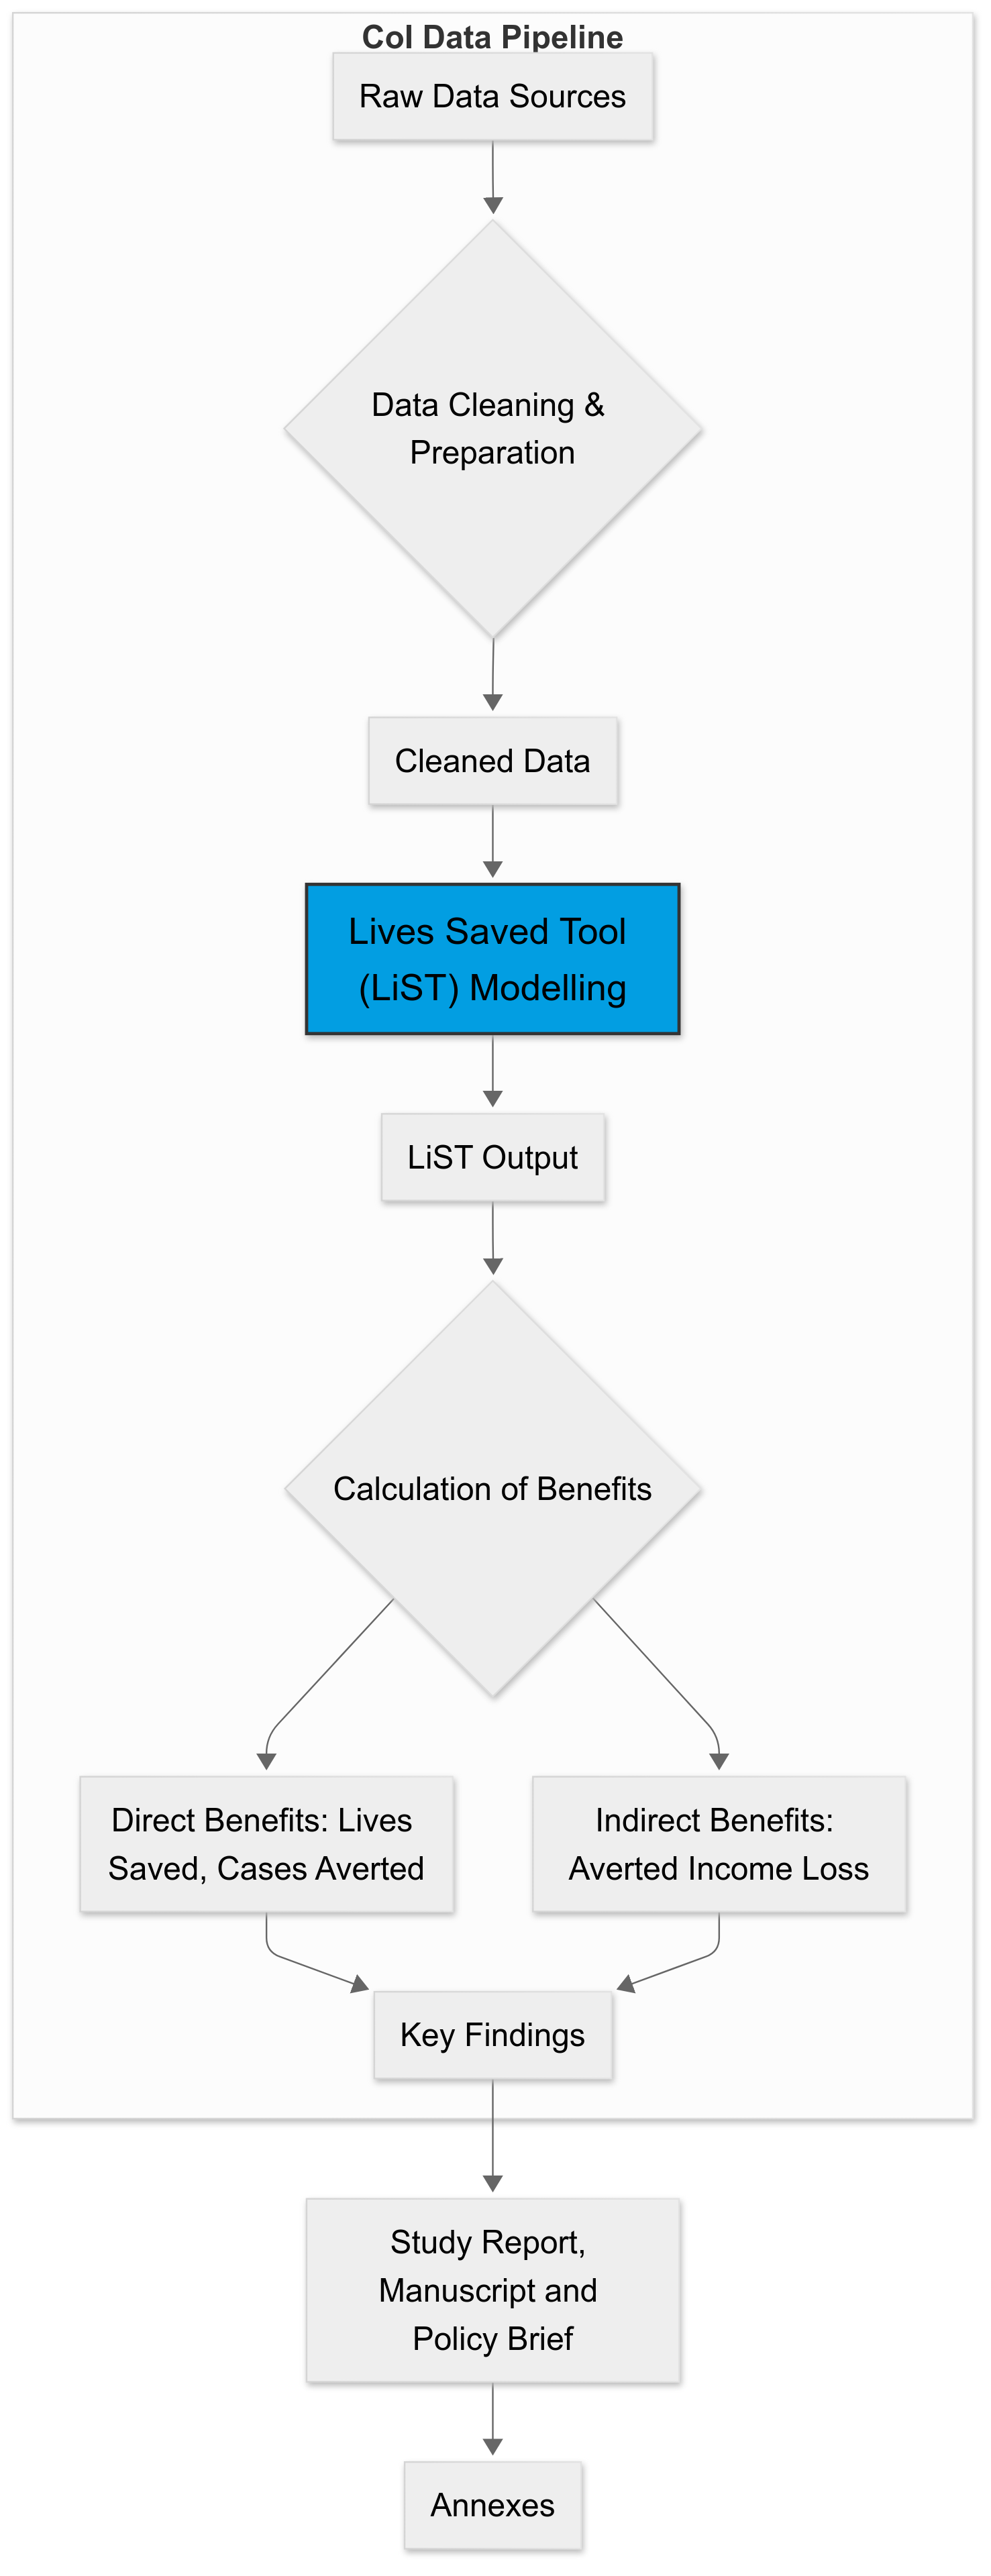 CoI Data Pipeline
Raw Data Sources
Data Cleaning &
Preparation
Cleaned Data
Lives Saved Tool
(LiST) Modelling
LiST Output
Calculation of Benefits
Direct Benefits: Lives
Saved, Cases Averted
Indirect Benefits:
Averted Income Loss
Key Findings
Study Report,
Manuscript and
Policy Brief
Annexes